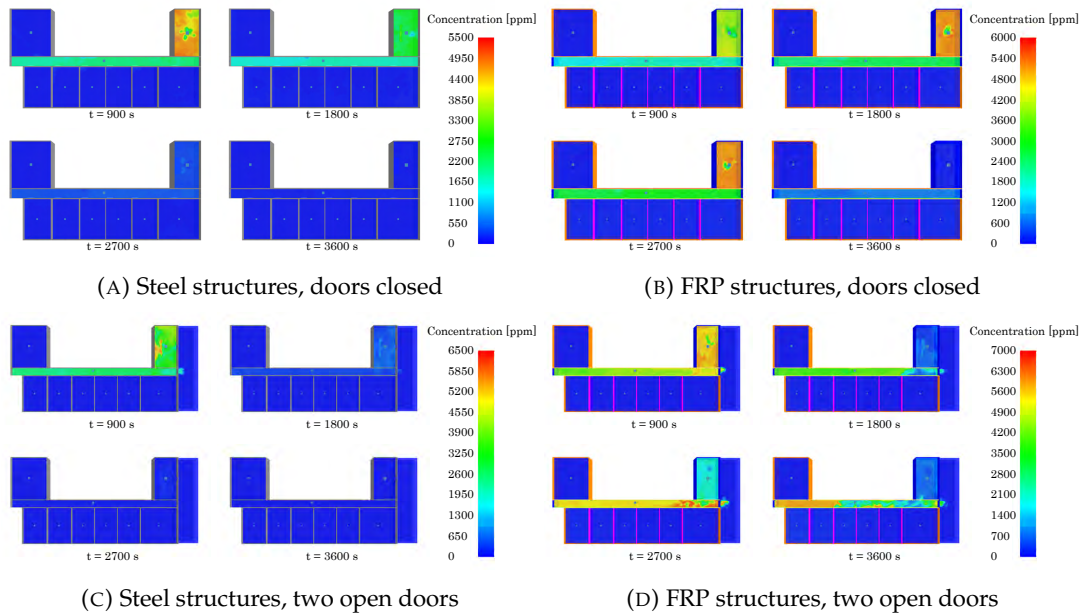 Concentration [ppm]
5500
4950
4400
3850
3300
2750
2200
1650
1100
550
0
t = 900 s
t = 1800 s
t = 2700 s
t = 3600 s
(A) Steel structures, doors closed
Concentration [ppm]
6000
5400
4800
4200
3600
3000
2400
1800
1200
600
0
t = 900 s
t = 1800 s
t = 2700 s
t = 3600 s
(B) FRP structures, doors closed
Concentration [ppm]
6500
5850
5200
4550
3900
3250
2600
1950
1300
650
0
t = 900 s
t = 1800 s
t = 2700 s
t = 3600 s
(C) Steel structures, two open doors
Concentration [ppm]
7000
6300
5600
4900
4200
3500
2800
2100
1400
700
0
t = 900 s
t = 1800 s
t = 2700 s
t = 3600 s
(D) FRP structures, two open doors